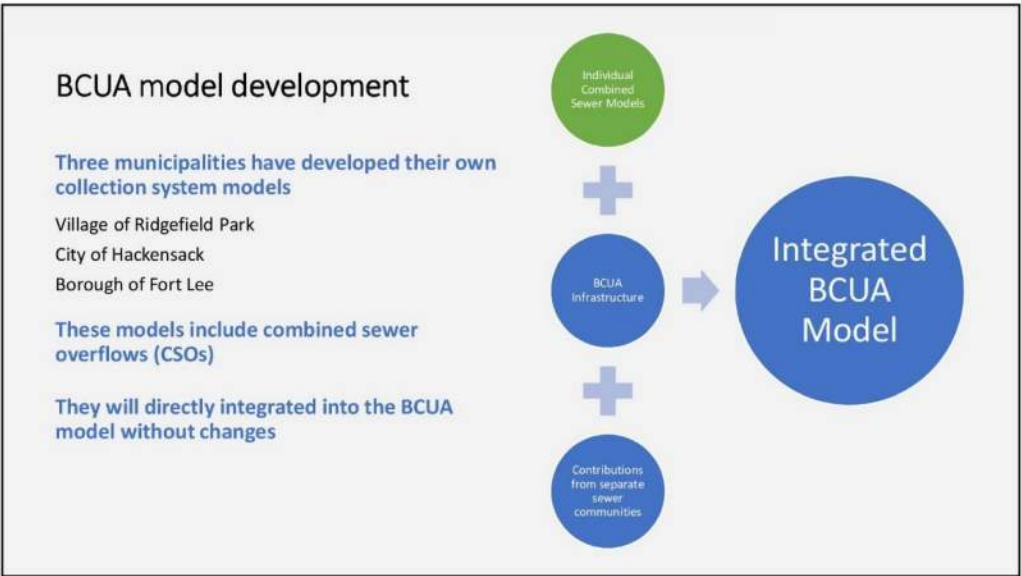 BCUA model development
Three municipalities have developed their own
collection system models
Village of Ridgefield Park
City of Hackensack
Borough of Fort Lee
These models include combined sewer
overflows (CSOs)
They will directly integrated into the BCUA
model without changes
Individual
Combined
Sewer Models
BCUA
Infrastructure
Contributions
from separate
sewer
communities
Integrated
BCUA
Model